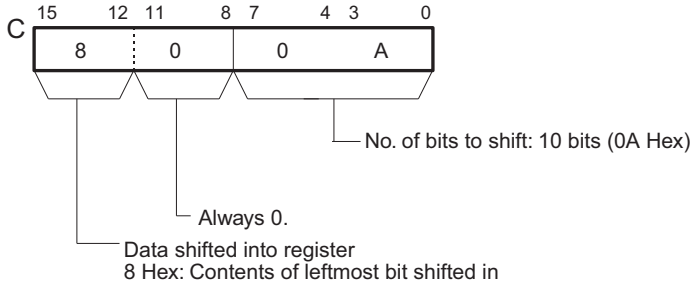 15 12 11 8 7 4 3 0
C
8 0 0 A
No. of bits to shift: 10 bits (0A Hex)
Always 0.
Data shifted into register
8 Hex: Contents of leftmost bit shifted in